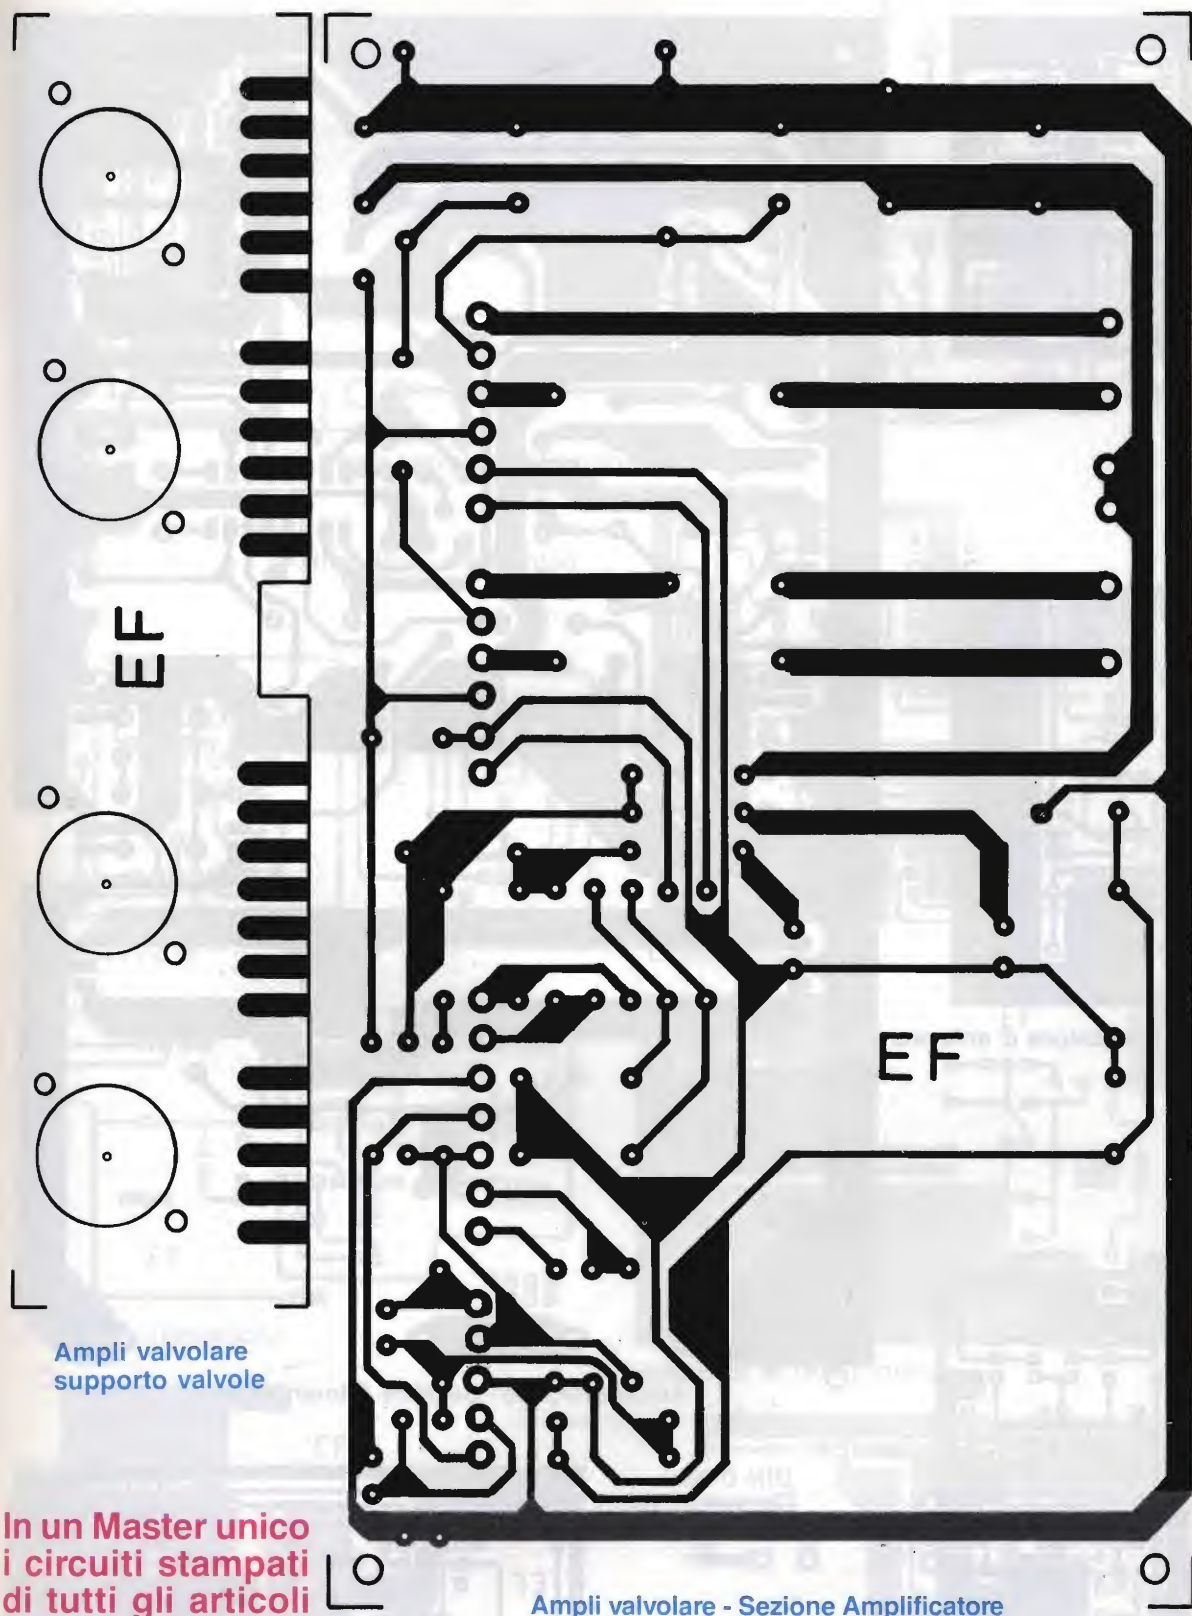 EF
EF
Ampli valvolare
supporto valvole
In un Master unico
i circuiti stampati
di tutti gli articoli
Ampli valvolare - Sezione Amplificatore